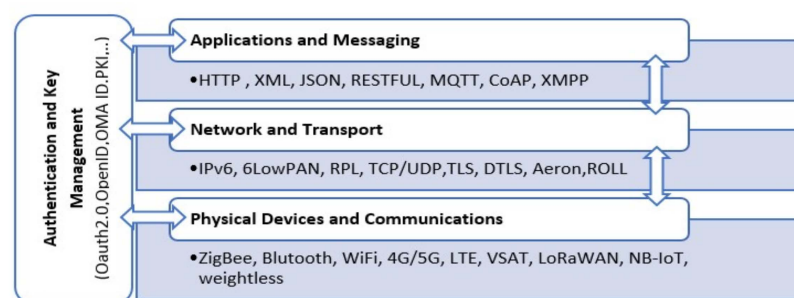 Authentication and Key
Management
(Oauth2.0,OpenID,OMA ID.PKI,..)
Applications and Messaging
•HTTP , XML, JSON, RESTFUL, MQTT, CoAP, XMPP
Network and Transport
•IPv6, 6LowPAN, RPL, TCP/UDP,TLS, DTLS, Aeron,ROLL
Physical Devices and Communications
•ZigBee, Blutooth, WiFi, 4G/5G, LTE, VSAT, LoRaWAN, NB-IoT,
weightless